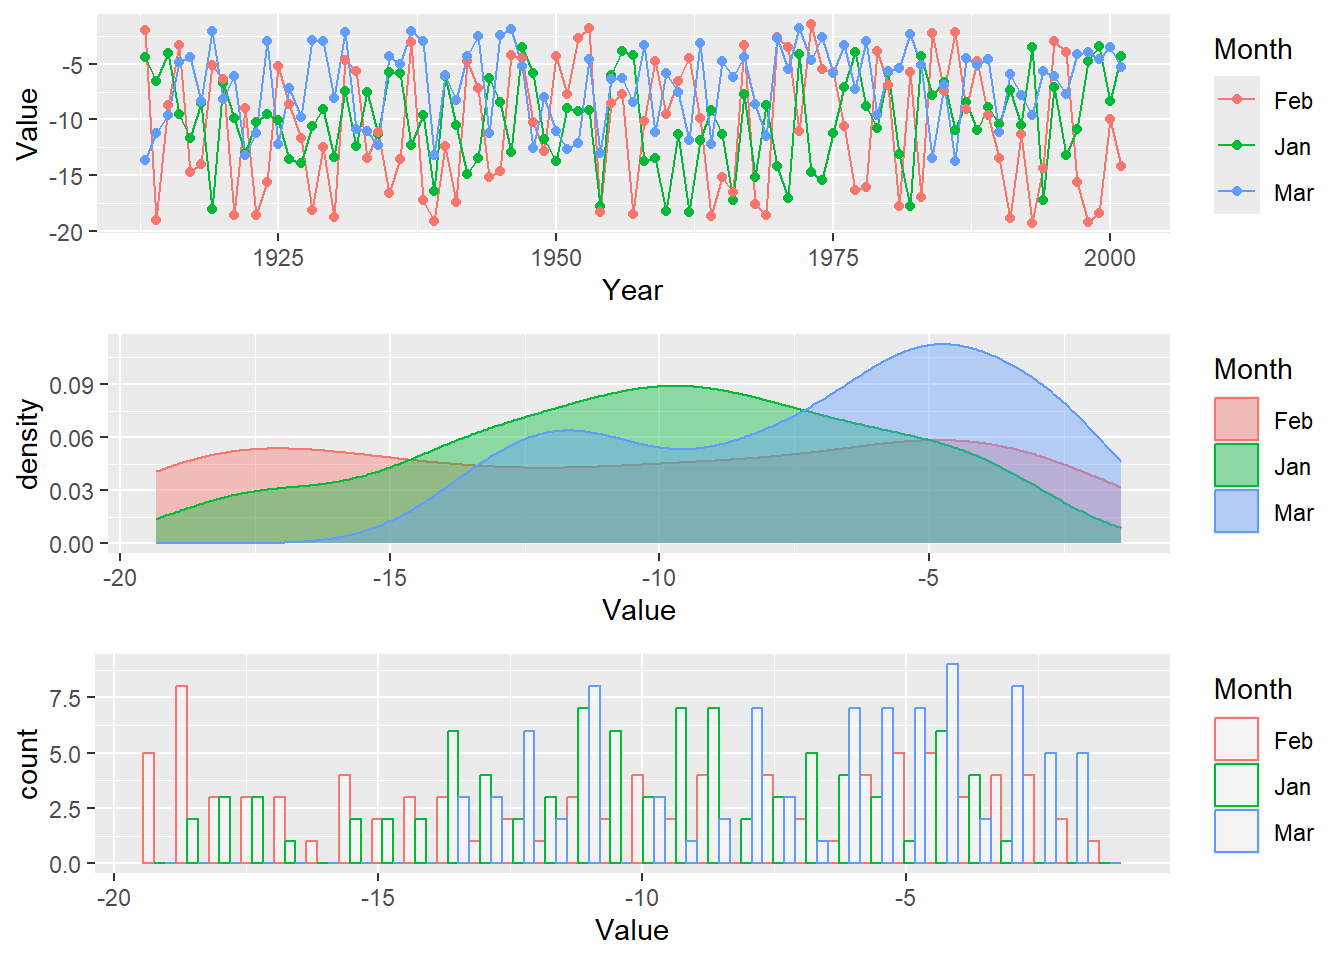 Value
-5
-10
-15
-20
1925 1950 1975 2000
Year
Month
Feb
Jan
Mar
density
0.09
0.06
0.03
0.00
-20 -15 -10 -5
Value
Month
Feb
Jan
Mar
count
7.5
5.0
2.5
0.0
-20 -15 -10 -5
Value
Month
Feb
Jan
Mar